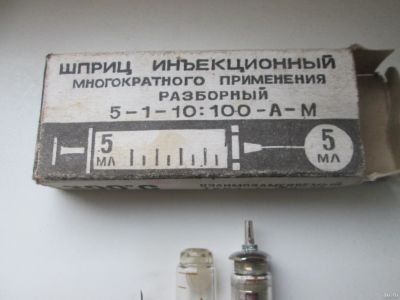 ШПРИЦ ИНЪЕКЦИОННЫЙ
МНОГОКРАТНОГО ПРИМЕНЕНИЯ
РАЗБОРНЫЙ
5-1-10:100-А-М
5 МЛ
5 МЛ